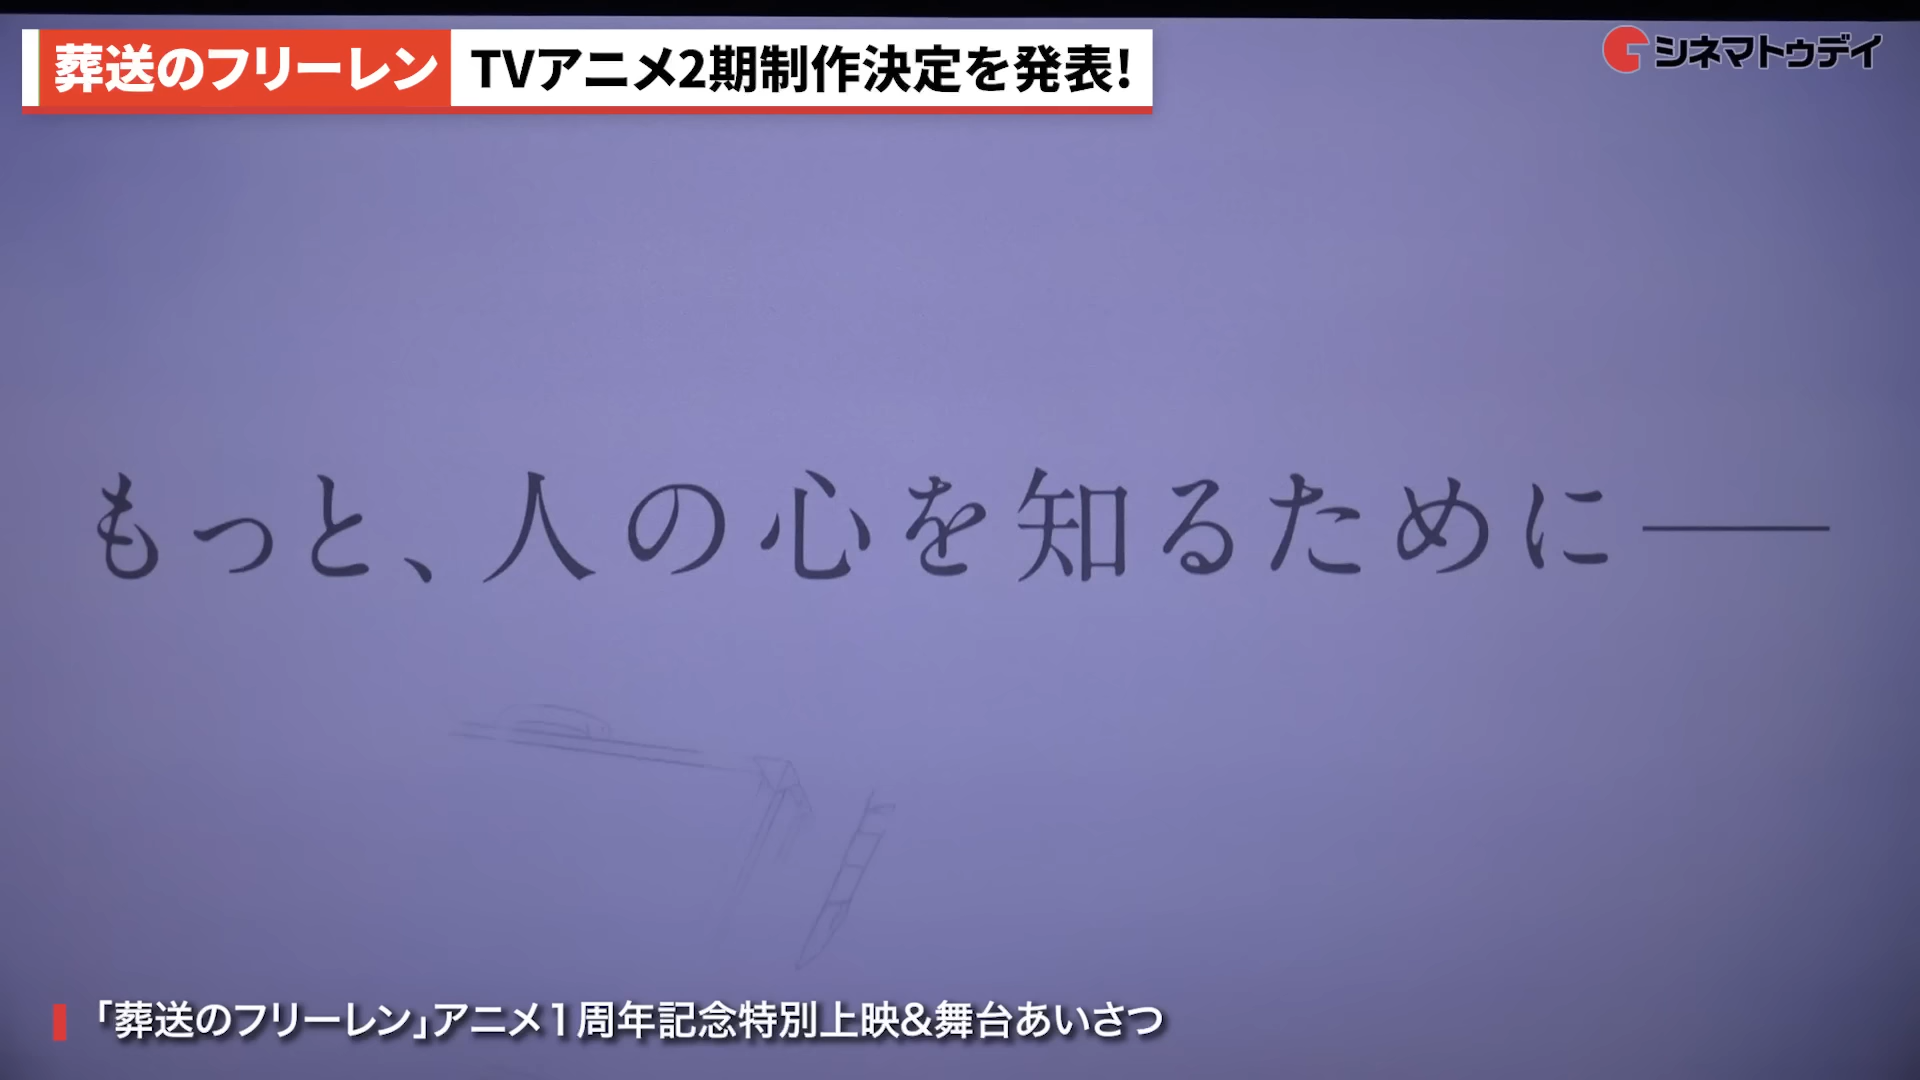 葬送のフリーレン TVアニメ2期制作決定を発表!
シネマトゥデイ
もっと、人の心を知るために──
「葬送のフリーレン」アニメ1周年記念特別上映&舞台あいさつ